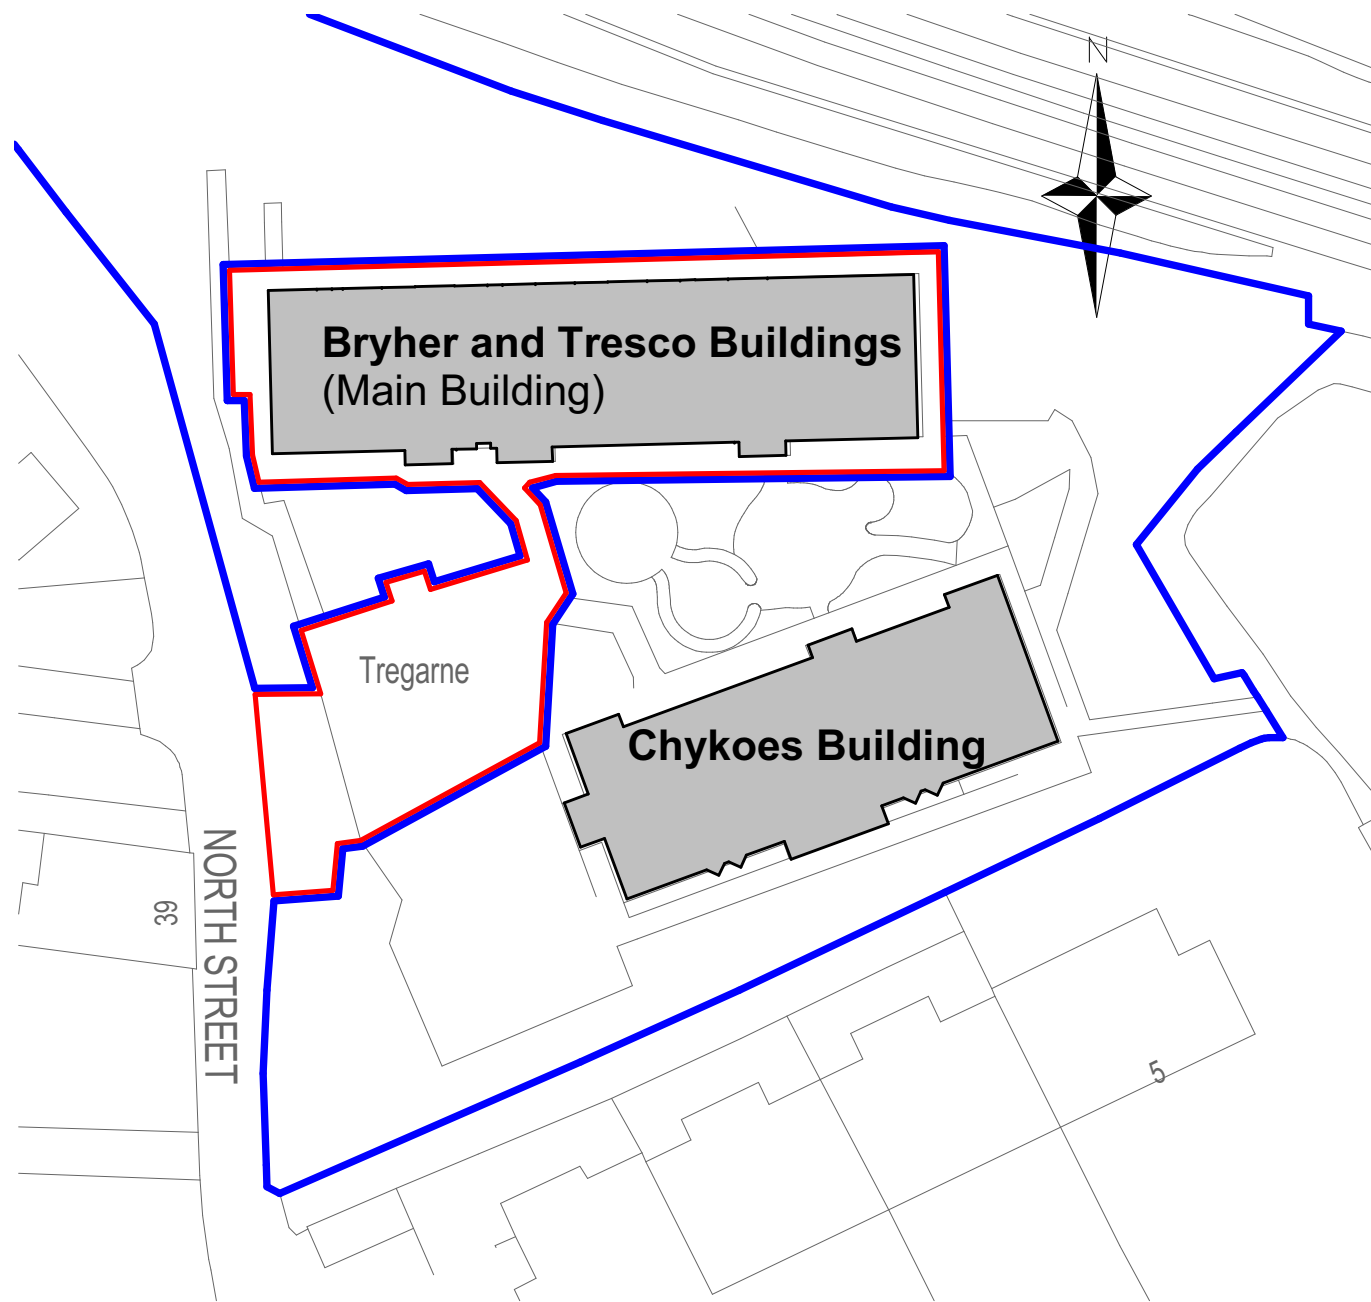 N
Bryher and Tresco Buildings
(Main Building)
Tregarne
Chykoes Building
NORTH STREET
39
5